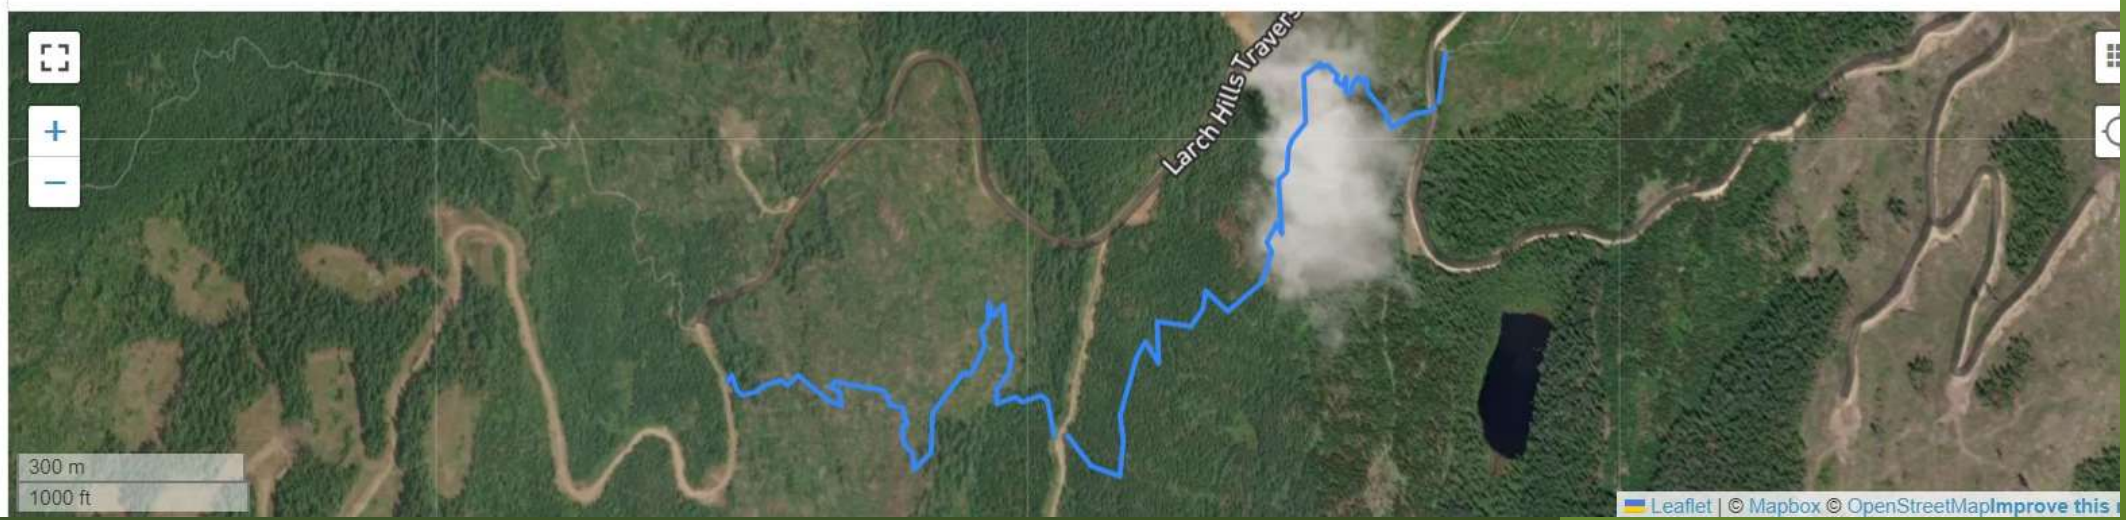 +
Larch Hills Travers
−
300 m
1000 ft
Leaflet | © Mapbox © OpenStreetMap Improve this